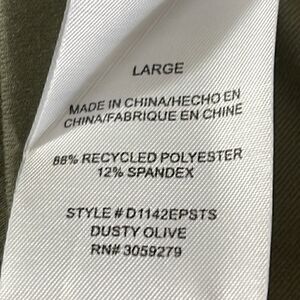 LARGE
MADE IN CHINA/HECHO EN
CHINA/FABRIQUE EN CHINE
88% RECYCLED POLYESTER
12% SPANDEX
STYLE # D1142EPSTS
DUSTY OLIVE
RN# 3059279